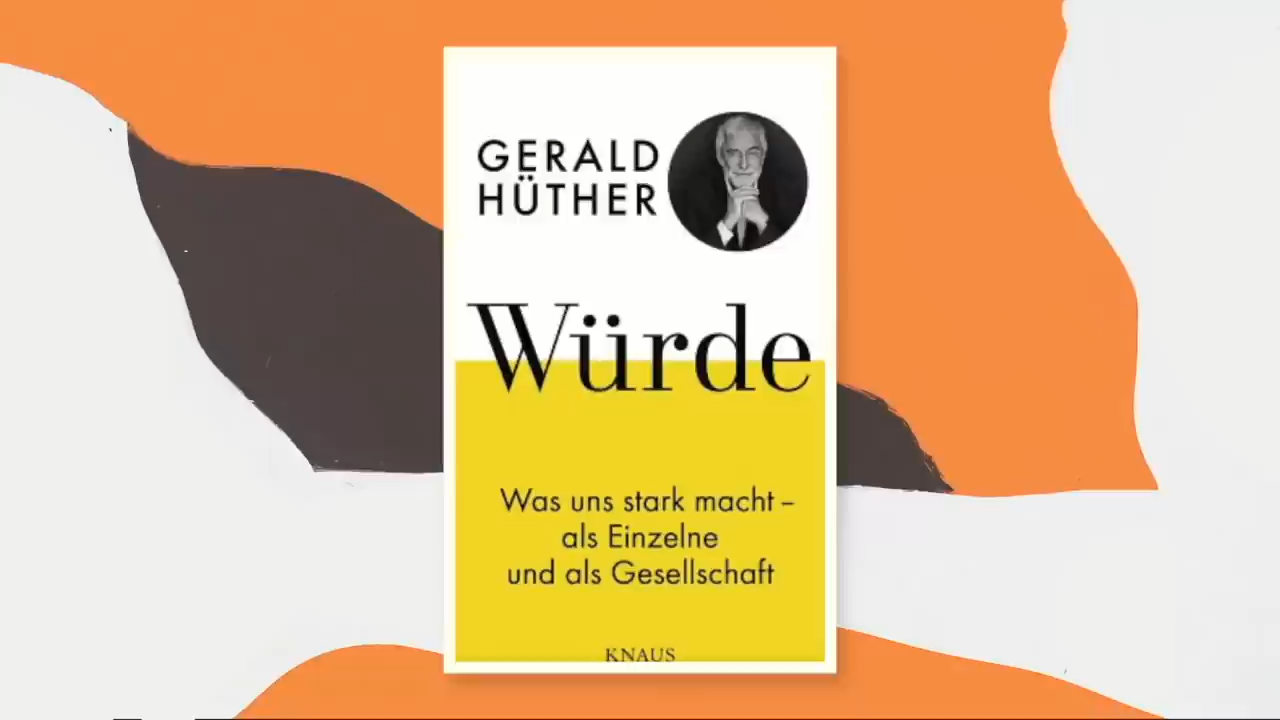 GERALD
HÜTHER
Würde
Was uns stark macht –
als Einzelne
und als Gesellschaft
KNAUS